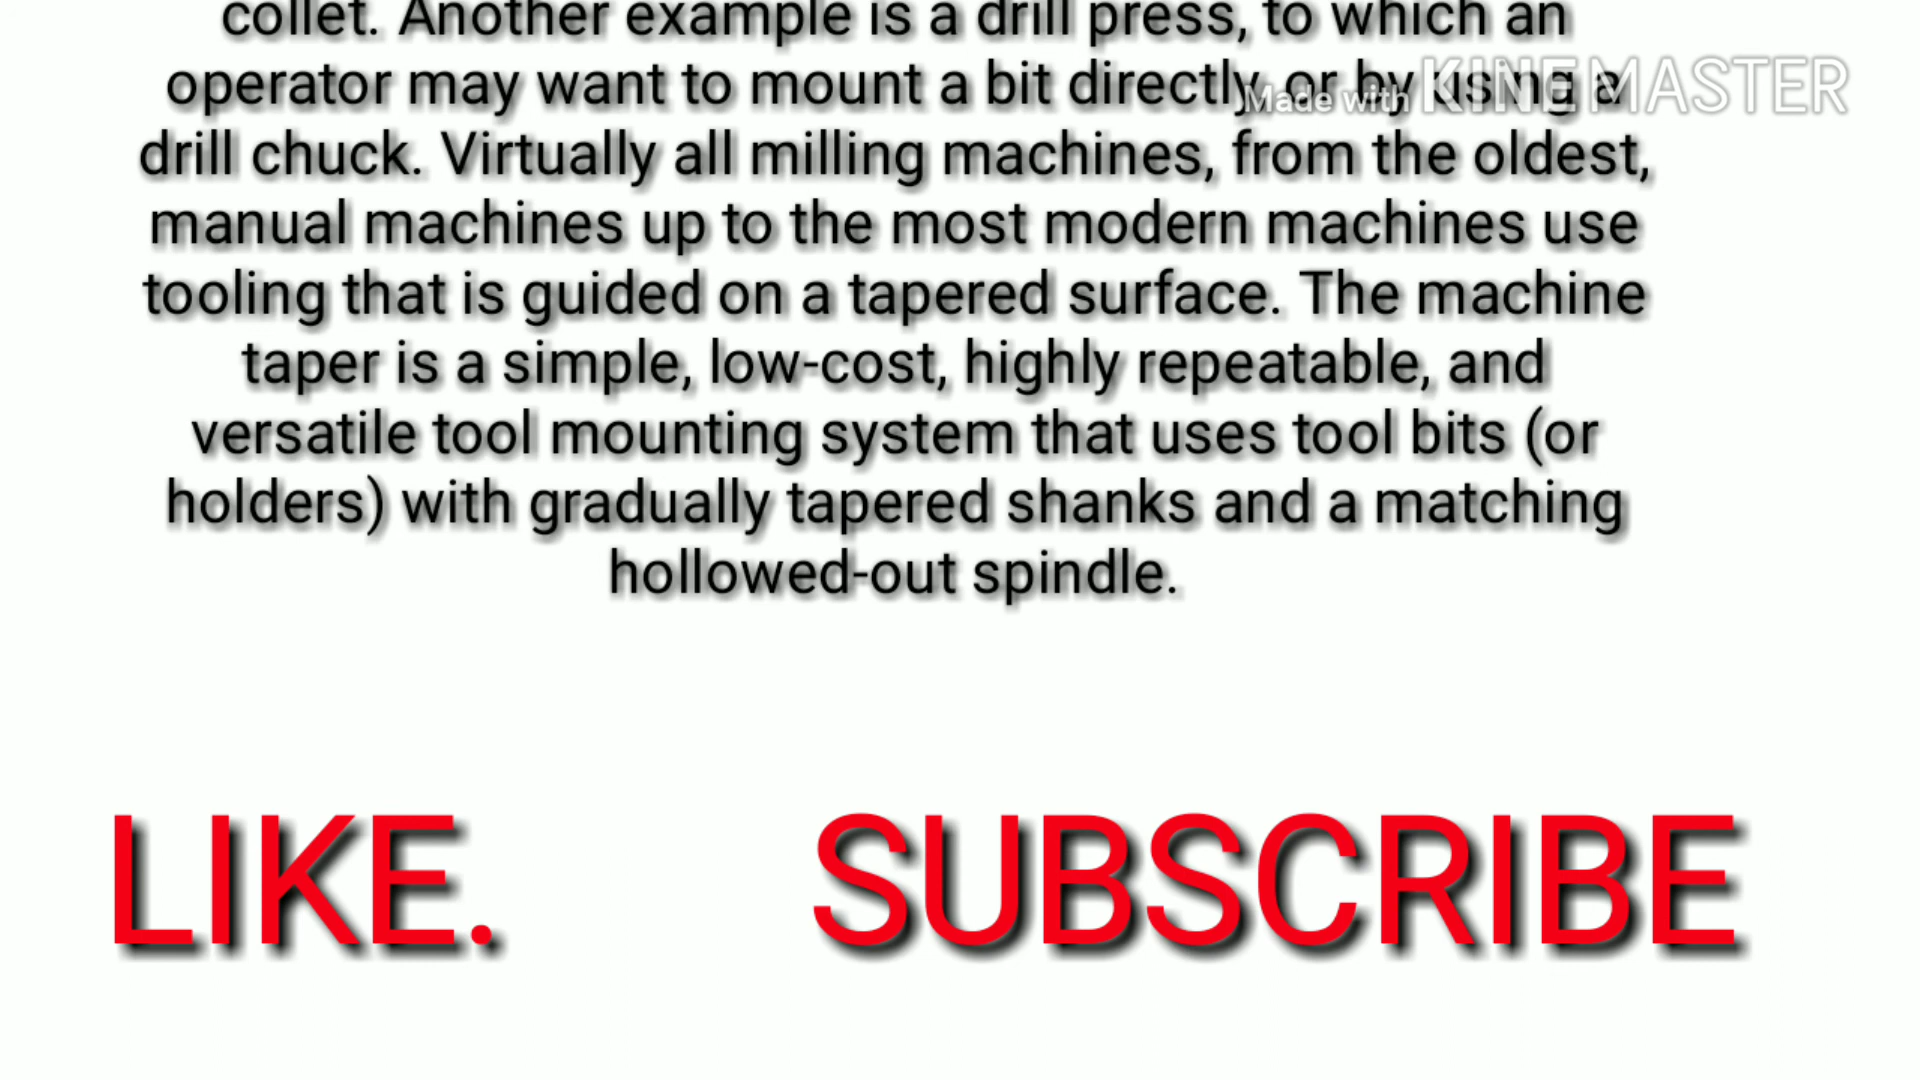 collet. Another example is a drill press, to which an
operator may want to mount a bit directly, or by using a
Made with KINEMASTER
drill chuck. Virtually all milling machines, from the oldest,
manual machines up to the most modern machines use
tooling that is guided on a tapered surface. The machine
taper is a simple, low-cost, highly repeatable, and
versatile tool mounting system that uses tool bits (or
holders) with gradually tapered shanks and a matching
hollowed-out spindle.
LIKE. SUBSCRIBE